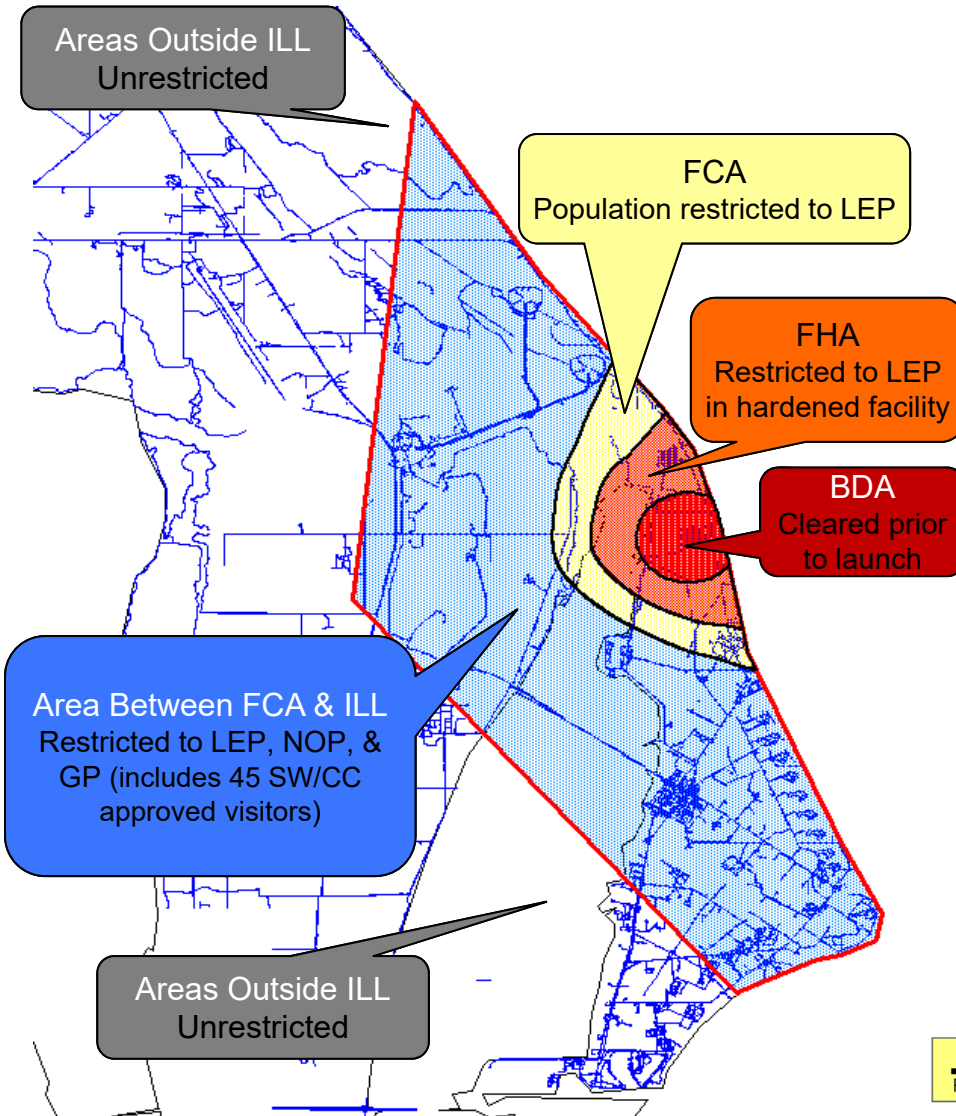 Areas Outside ILL
Unrestricted
FCA
Population restricted to LEP
FHA
Restricted to LEP
in hardened facility
BDA
Cleared prior
to launch
Area Between FCA & ILL
Restricted to LEP, NOP, &
GP (includes 45 SW/CC
approved visitors)
Areas Outside ILL
Unrestricted